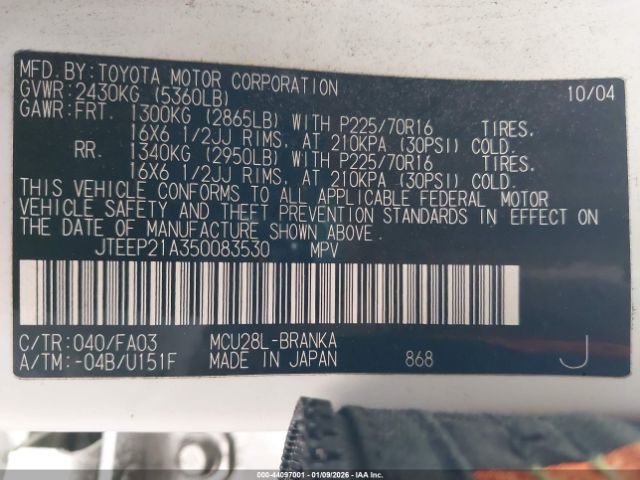 MFD.BY:TOYOTA MOTOR CORPORATION 10/04
GVWR:2430KG (5360LB)
GAWR:FRT. 1300KG (2865LB) WITH P225/70R16 TIRES.
16X6 1/2JJ RIMS, AT 210KPA (30PSI) COLD.
RR. 1340KG (2950LB) WITH P225/70R16 TIRES.
16X6 1/2JJ RIMS, AT 210KPA (30PSI) COLD.
THIS VEHICLE CONFORMS TO ALL APPLICABLE FEDERAL MOTOR
VEHICLE SAFETY AND THEFT PREVENTION STANDARDS IN EFFECT ON
THE DATE OF MANUFACTURE SHOWN ABOVE.
JTEEP21A350083530 MPV
C/TR:040/FA03 MCU28L-BRANKA
A/TM:-04B/U151F MADE IN JAPAN 868 J
000-44097001 - 01/09/2026 - IAA Corp.